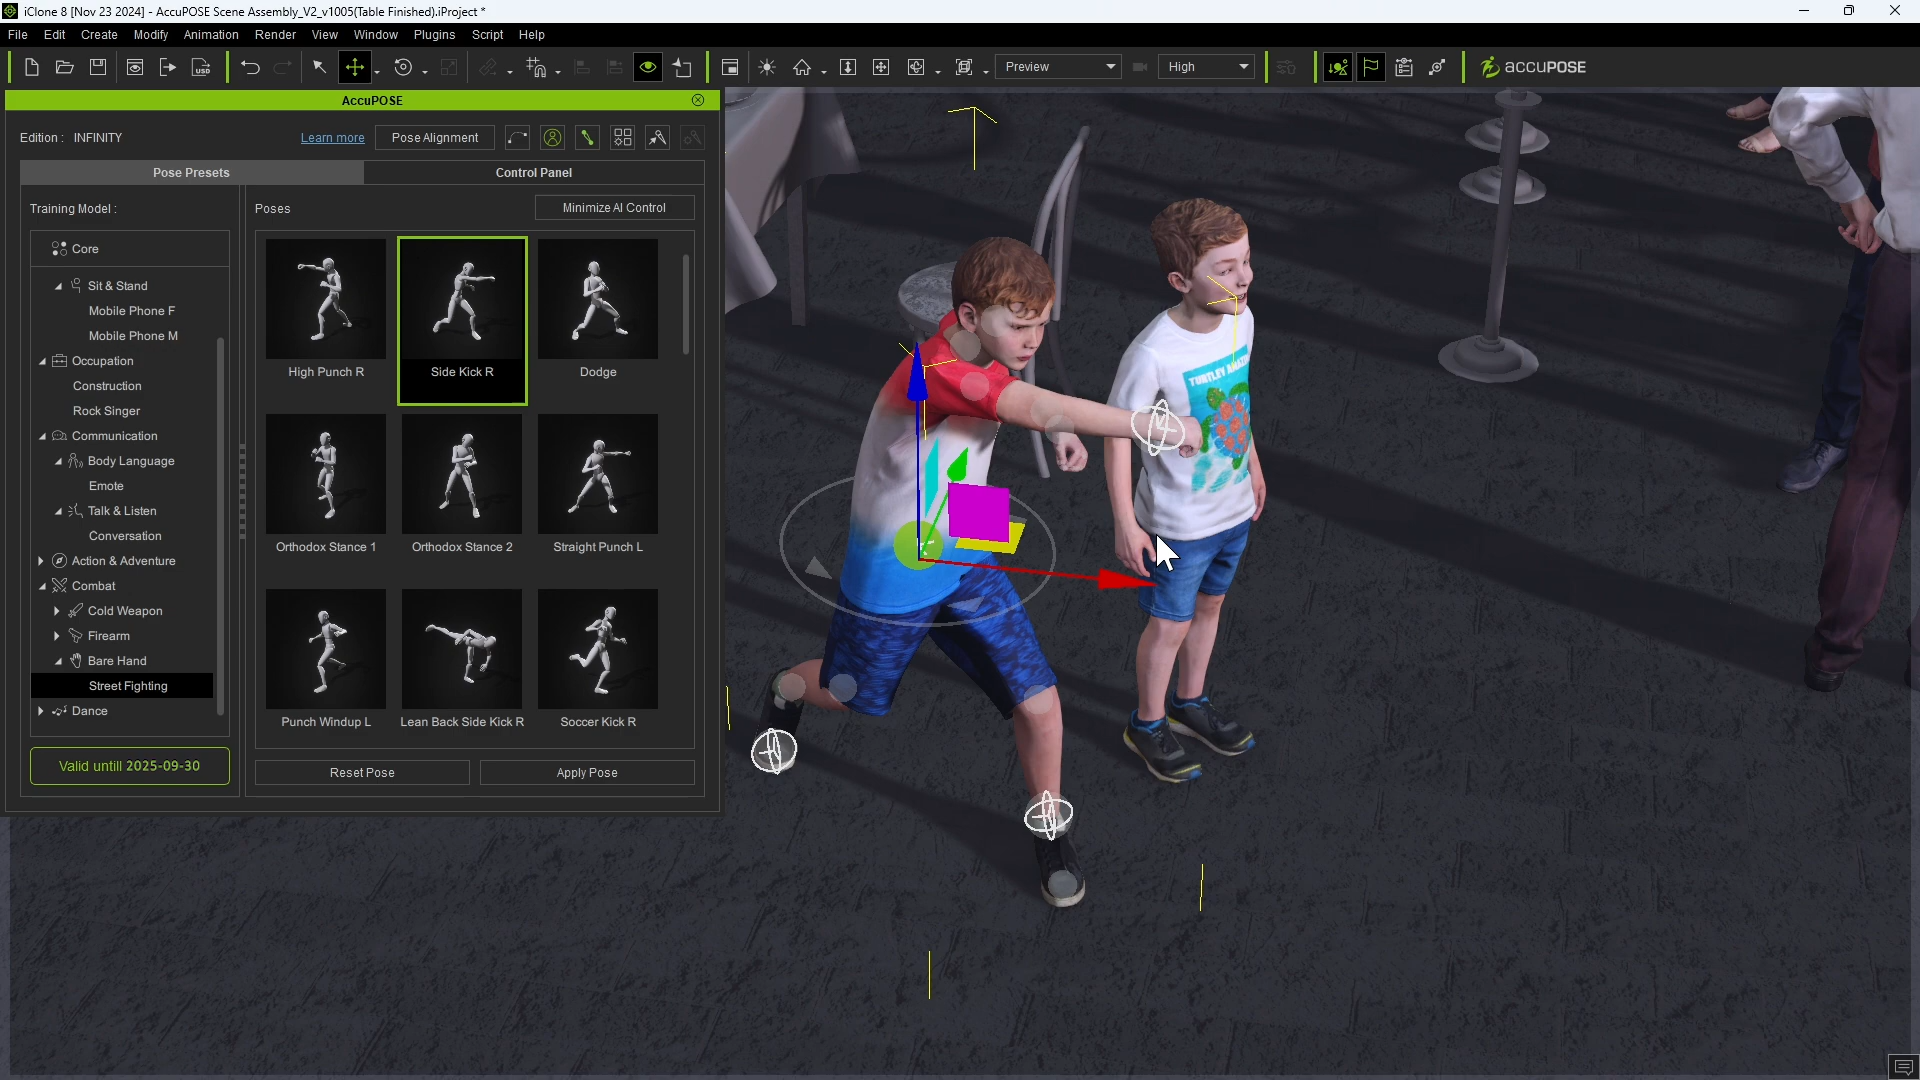 iClone 8 [Nov 23 2024] - AccuPOSE Scene Assembly_V2_v1005(Table Finished).iProject *
File Edit Create Modify Animation Render View Window Plugins Script Help
USD Preview High ACCUPOSE
AccuPOSE
Edition : INFINITY Learn more Pose Alignment
Pose Presets Control Panel
Training Model : Poses Minimize AI Control
Core
Sit & Stand
Mobile Phone F
Mobile Phone M
Occupation
Construction
Rock Singer
Communication
Body Language
Emote
Talk & Listen
Conversation
Action & Adventure
Combat
Cold Weapon
Firearm
Bare Hand
Street Fighting
Dance
Valid untill 2025-09-30
High Punch R Side Kick R Dodge
Orthodox Stance 1 Orthodox Stance 2 Straight Punch L
Punch Windup L Lean Back Side Kick R Soccer Kick R
Reset Pose Apply Pose